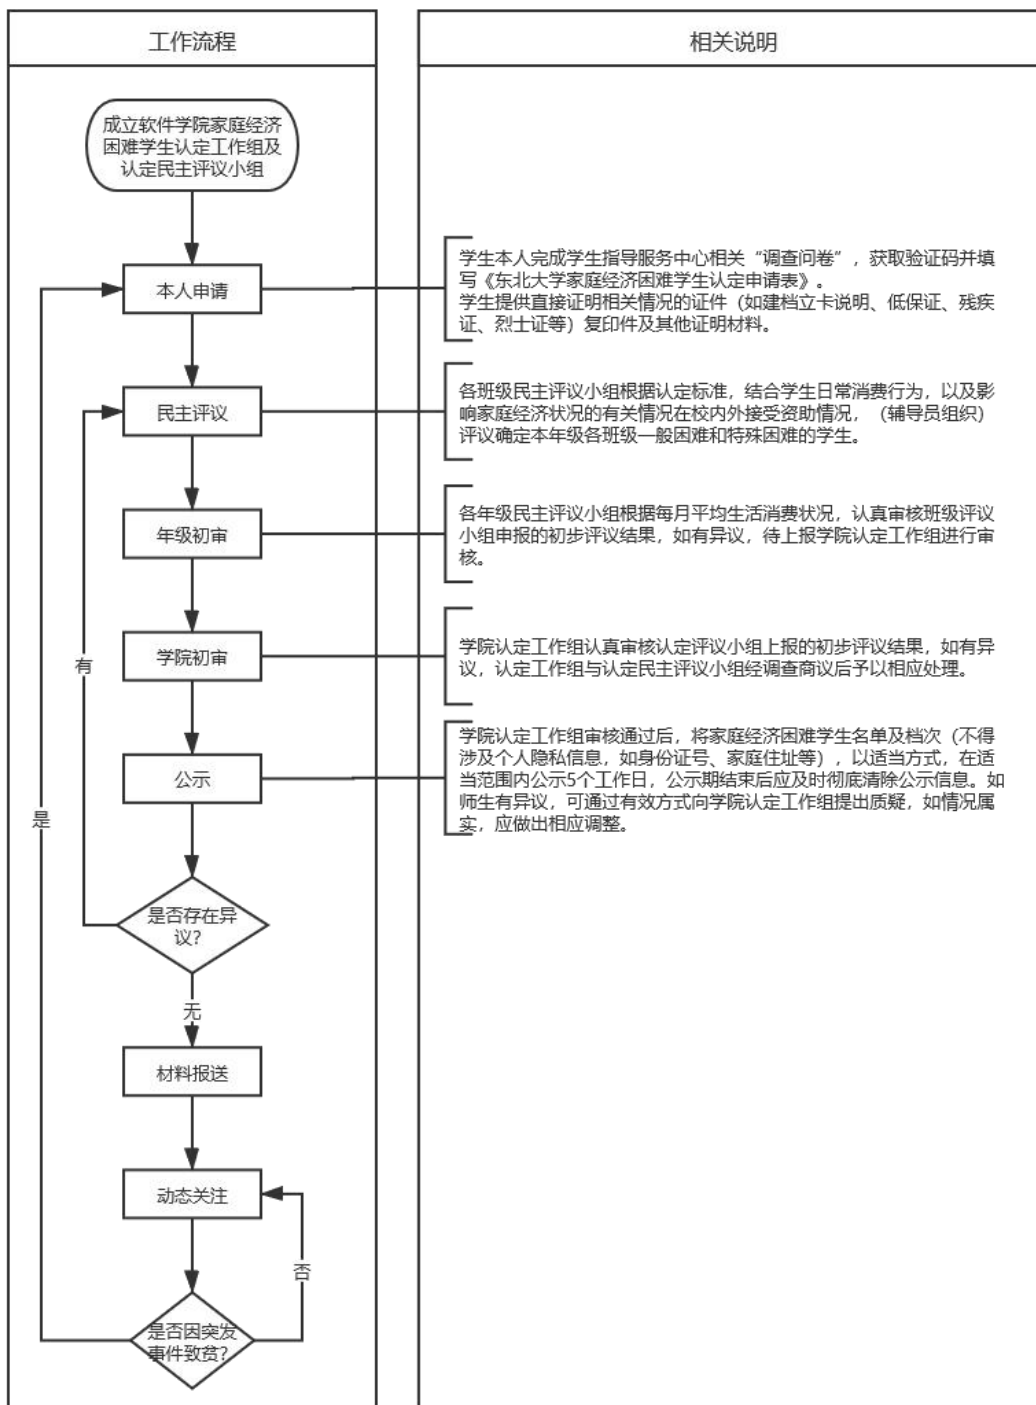 工作流程
相关说明
成立软件学院家庭经济
困难学生认定工作组及
认定民主评议小组
本人申请
学生本人完成学生指导服务中心相关“调查问卷”，获取验证码并填
写《东北大学家庭经济困难学生认定申请表》。
学生提供直接证明相关情况的证件（如建档立卡说明、低保证、残疾
证、烈士证等）复印件及其他证明材料。
民主评议
各班级民主评议小组根据认定标准，结合学生日常消费行为，以及影
响家庭经济状况的有关情况在校内外接受资助情况，（辅导员组织）
评议确定本年级各班级一般困难和特殊困难的学生。
年级初审
各年级民主评议小组根据每月平均生活消费状况，认真审核班级评议
小组申报的初步评议结果，如有异议，待上报学院认定工作组进行审
核。
学院初审
学院认定工作组认真审核认定评议小组上报的初步评议结果，如有异
议，认定工作组与认定民主评议小组经调查商议后予以相应处理。
有
公示
学院认定工作组审核通过后，将家庭经济困难学生名单及档次（不得
涉及个人隐私信息，如身份证号、家庭住址等），以适当方式，在适
当范围内公示5个工作日，公示期结束后应及时彻底清除公示信息。如
师生有异议，可通过有效方式向学院认定工作组提出质疑，如情况属
实，应做出相应调整。
是
是否存在异
议？
无
材料报送
动态关注
否
是否因突发
事件致贫？